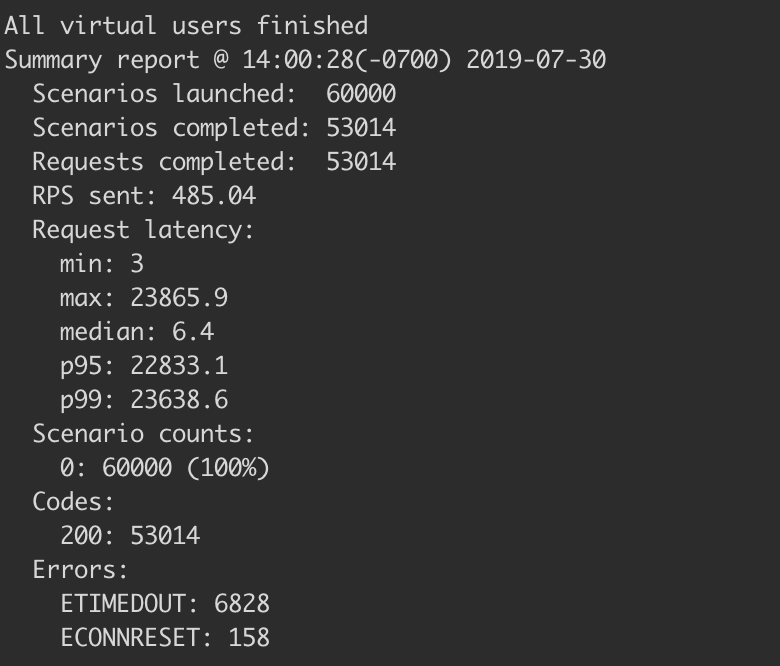 All virtual users finished
Summary report @ 14:00:28(-0700) 2019-07-30
  Scenarios launched:  60000
  Scenarios completed: 53014
  Requests completed:  53014
  RPS sent: 485.04
  Request latency:
    min: 3
    max: 23865.9
    median: 6.4
    p95: 22833.1
    p99: 23638.6
  Scenario counts:
    0: 60000 (100%)
  Codes:
    200: 53014
  Errors:
    ETIMEDOUT: 6828
    ECONNRESET: 158